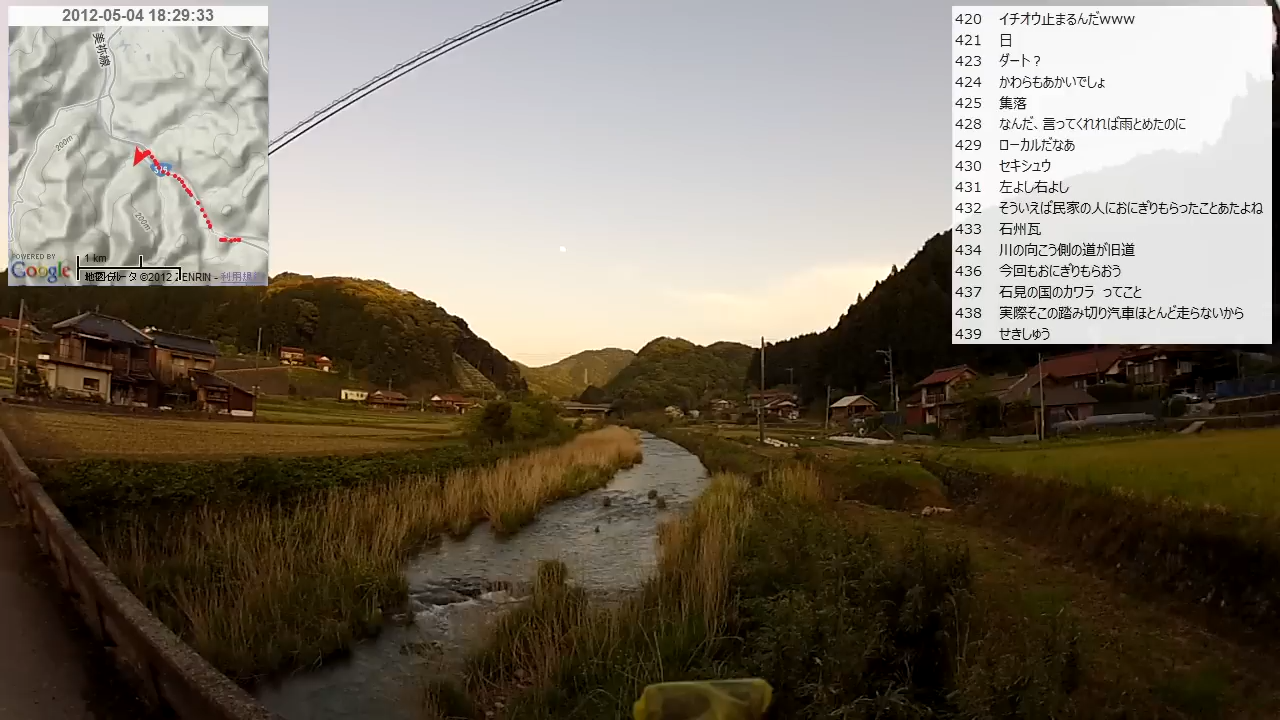 2012-05-04 18:29:33
美祢線
200m
200m
POWERED BY
Google
1 km
地図データ ©2012 ZENRIN - 利用規約
420 イチオウ止まるんだwww
421 日
423 ダート？
424 かわらもあかいでしょ
425 集落
428 なんだ、言ってくれれば雨とめたのに
429 ローカルだなあ
430 セキシュウ
431 左よし右よし
432 そういえば民家の人におにぎりもらったことあたよね
433 石州瓦
434 川の向こう側の道が旧道
436 今回もおにぎりもらおう
437 石見の国のカワラ ってこと
438 実際そこの踏み切り汽車ほとんど走らないから
439 せきしゅう